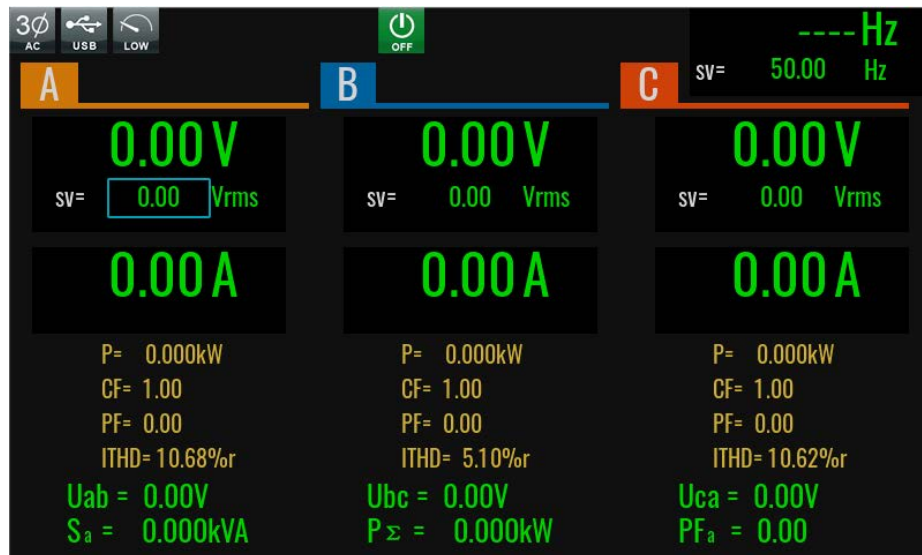 3Ø AC USB LOW OFF ---- Hz
sv= 50.00 Hz
A B C
0.00 V 0.00 V 0.00 V
sv= 0.00 Vrms sv= 0.00 Vrms sv= 0.00 Vrms
0.00 A 0.00 A 0.00 A
P= 0.000kW P= 0.000kW P= 0.000kW
CF= 1.00 CF= 1.00 CF= 1.00
PF= 0.00 PF= 0.00 PF= 0.00
ITHD= 10.68%r ITHD= 5.10%r ITHD= 10.62%r
Uab = 0.00V Ubc = 0.00V Uca = 0.00V
Sa = 0.000kVA PΣ = 0.000kW PFa = 0.00